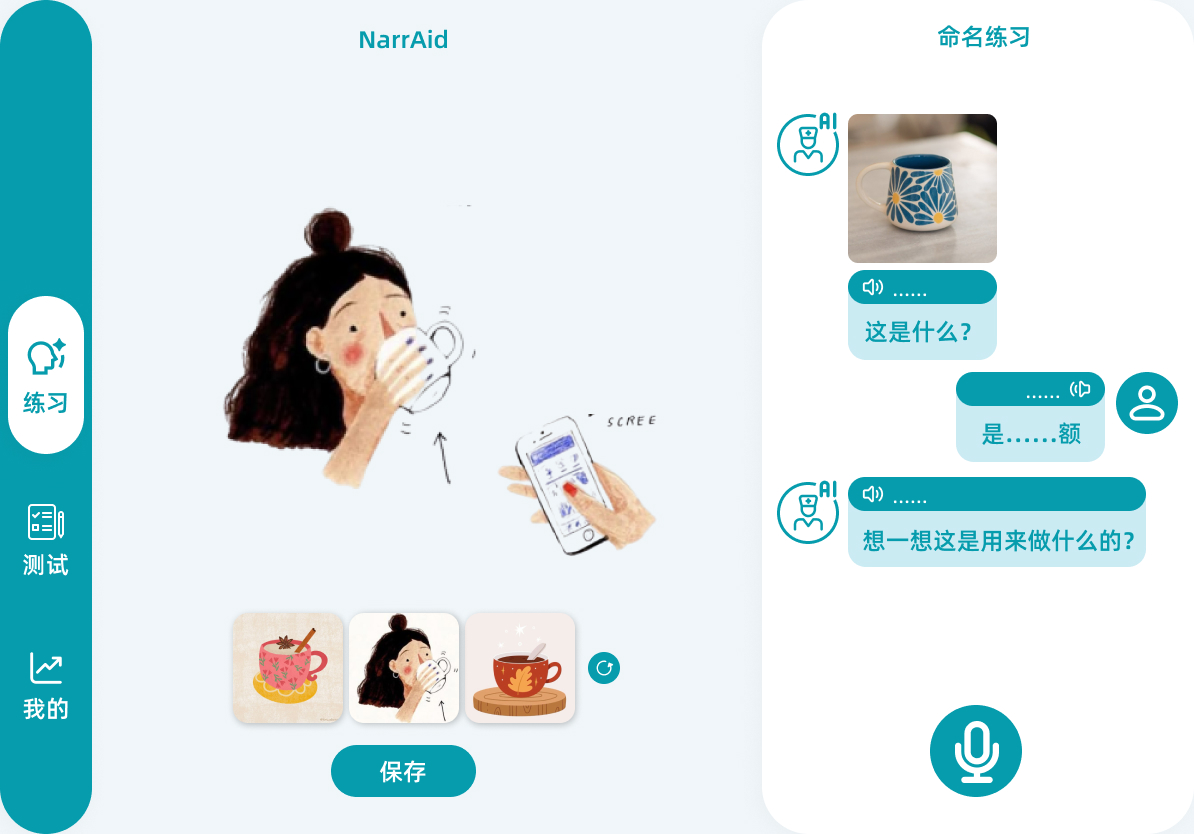 NarrAid
命名练习
AI
......
这是什么?
......
是......额
AI
......
想一想这是用来做什么的?
练习
测试
我的
SCREE
保存